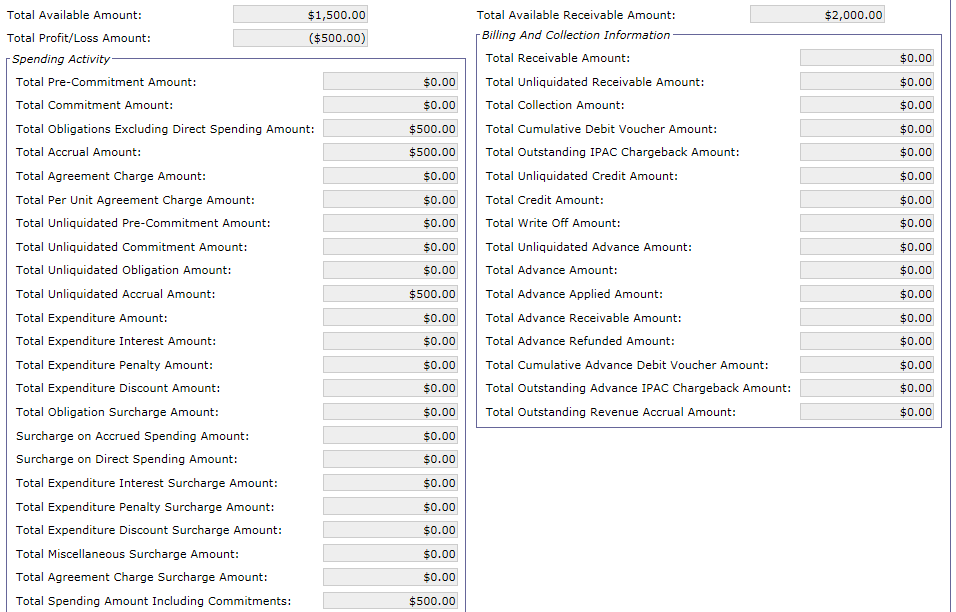 Total Available Amount: $1,500.00
Total Profit/Loss Amount: ($500.00)
Spending Activity
Total Pre-Commitment Amount: $0.00
Total Commitment Amount: $0.00
Total Obligations Excluding Direct Spending Amount: $500.00
Total Accrual Amount: $500.00
Total Agreement Charge Amount: $0.00
Total Per Unit Agreement Charge Amount: $0.00
Total Unliquidated Pre-Commitment Amount: $0.00
Total Unliquidated Commitment Amount: $0.00
Total Unliquidated Obligation Amount: $0.00
Total Unliquidated Accrual Amount: $500.00
Total Expenditure Amount: $0.00
Total Expenditure Interest Amount: $0.00
Total Expenditure Penalty Amount: $0.00
Total Expenditure Discount Amount: $0.00
Total Obligation Surcharge Amount: $0.00
Surcharge on Accrued Spending Amount: $0.00
Surcharge on Direct Spending Amount: $0.00
Total Expenditure Interest Surcharge Amount: $0.00
Total Expenditure Penalty Surcharge Amount: $0.00
Total Expenditure Discount Surcharge Amount: $0.00
Total Miscellaneous Surcharge Amount: $0.00
Total Agreement Charge Surcharge Amount: $0.00
Total Spending Amount Including Commitments: $500.00
Total Available Receivable Amount: $2,000.00
Billing And Collection Information
Total Receivable Amount: $0.00
Total Unliquidated Receivable Amount: $0.00
Total Collection Amount: $0.00
Total Cumulative Debit Voucher Amount: $0.00
Total Outstanding IPAC Chargeback Amount: $0.00
Total Unliquidated Credit Amount: $0.00
Total Credit Amount: $0.00
Total Write Off Amount: $0.00
Total Unliquidated Advance Amount: $0.00
Total Advance Amount: $0.00
Total Advance Applied Amount: $0.00
Total Advance Receivable Amount: $0.00
Total Advance Refunded Amount: $0.00
Total Cumulative Advance Debit Voucher Amount: $0.00
Total Outstanding Advance IPAC Chargeback Amount: $0.00
Total Outstanding Revenue Accrual Amount: $0.00